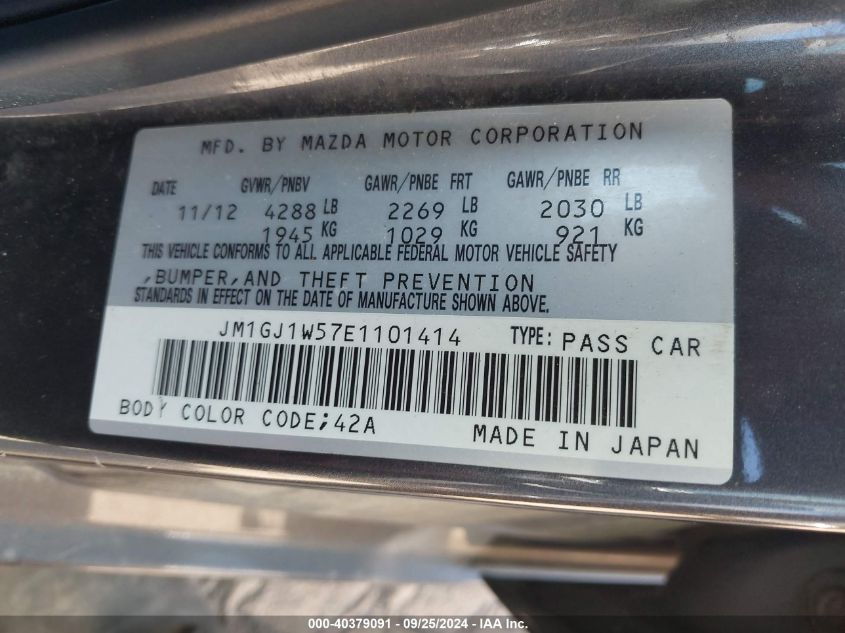 MFD. BY MAZDA MOTOR CORPORATION
DATE GVWR/PNBV GAWR/PNBE FRT GAWR/PNBE RR
11/12 4288 LB 2269 LB 2030 LB
1945 KG 1029 KG 921 KG
THIS VEHICLE CONFORMS TO ALL APPLICABLE FEDERAL MOTOR VEHICLE SAFETY
,BUMPER,AND THEFT PREVENTION
STANDARDS IN EFFECT ON THE DATE OF MANUFACTURE SHOWN ABOVE.
JM1GJ1W57E1101414 TYPE: PASS CAR
BODY COLOR CODE;42A MADE IN JAPAN
000-40379091 - 09/25/2024 - IAA Inc.